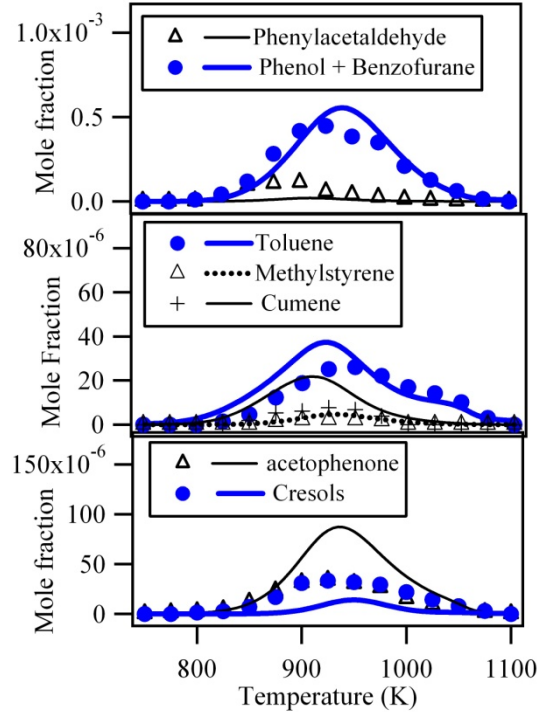 1.0x10-3
Phenylacetaldehyde
Phenol + Benzofurane
Mole fraction
0.5
0.0
80x10-6
Toluene
Methylstyrene
Cumene
Mole Fraction
60
40
20
0
150x10-6
acetophenone
Cresols
Mole fraction
100
50
0
800 900 1000 1100
Temperature (K)